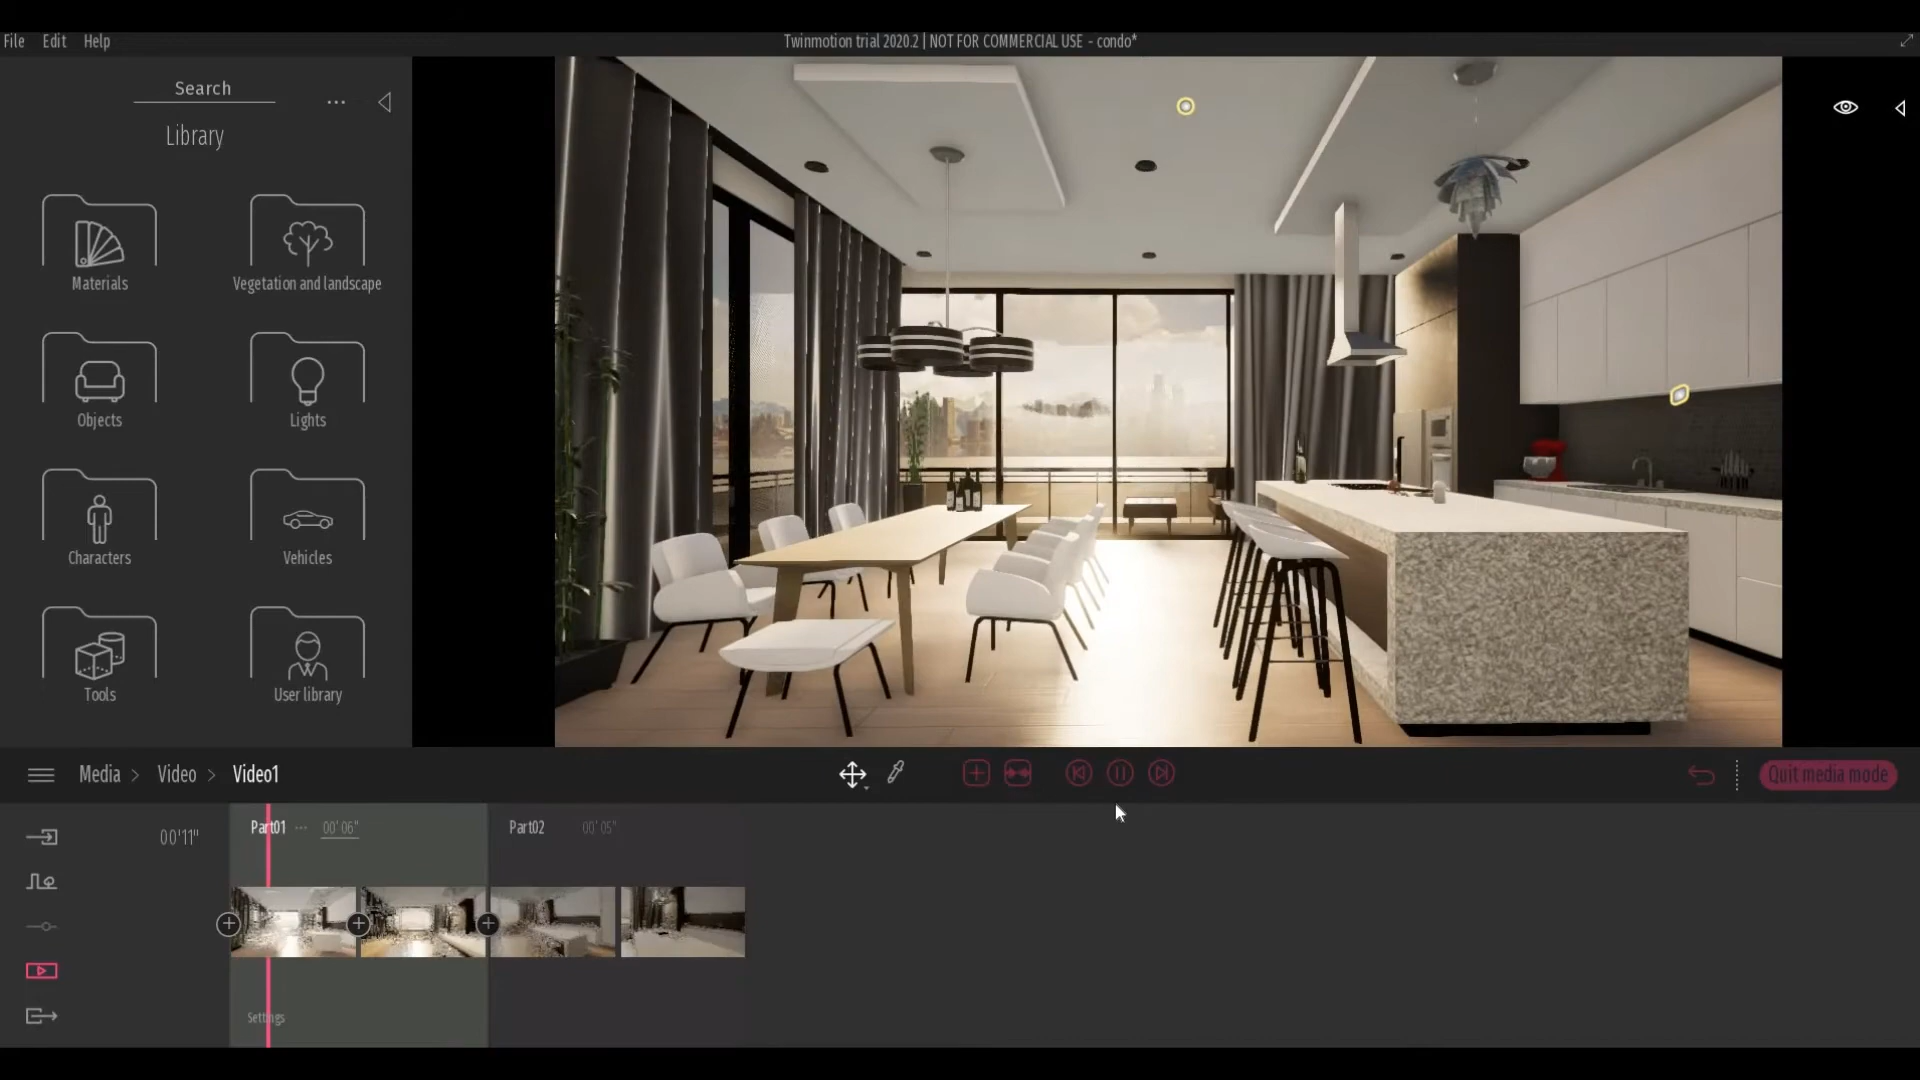 File Edit Help
Twinmotion trial 2020.2 | NOT FOR COMMERCIAL USE - condo*
Search
Library
Materials
Vegetation and landscape
Objects
Lights
Characters
Vehicles
Tools
User library
Media > Video > Video1
Quit media mode
00'11"
Part01 ... 00'06"
Part02 00'05"
Settings